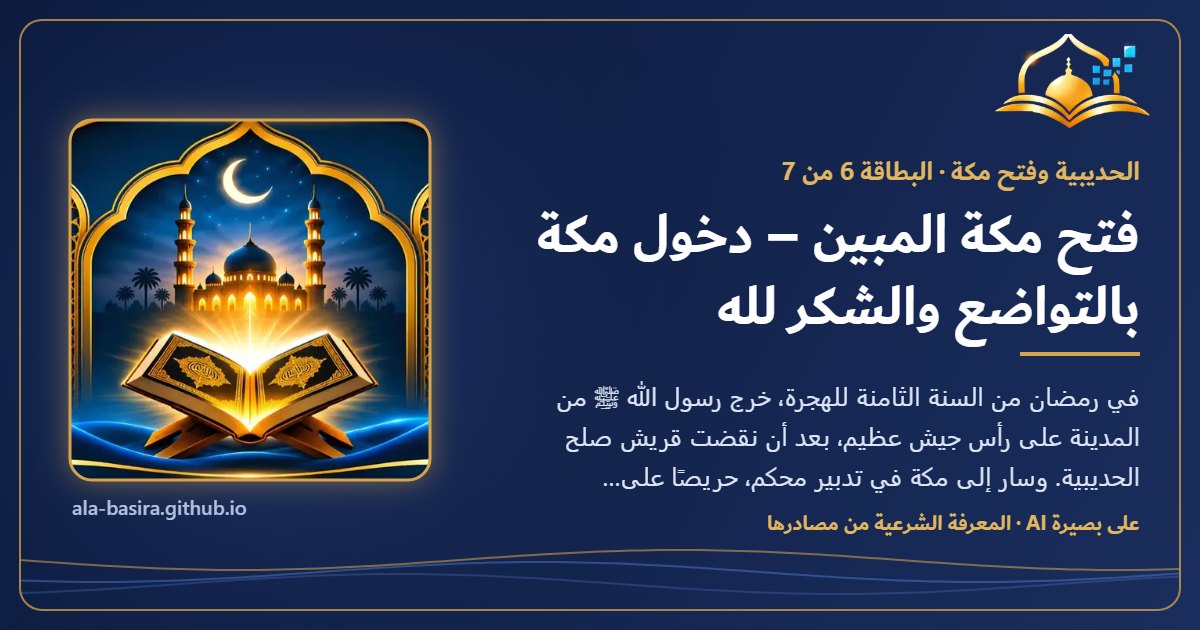 الحديبية وفتح مكة · البطاقة 6 من 7
فتح مكة المبين – دخول مكة
بالتواضع والشكر لله
في رمضان من السنة الثامنة للهجرة، خرج رسول الله ﷺ من
المدينة على رأس جيش عظيم، بعد أن نقضت قريش صلح
الحديبية. وسار إلى مكة في تدبير محكم، حريصًا على...
على بصيرة AI · المعرفة الشرعية من مصادرها
ala-basira.github.io